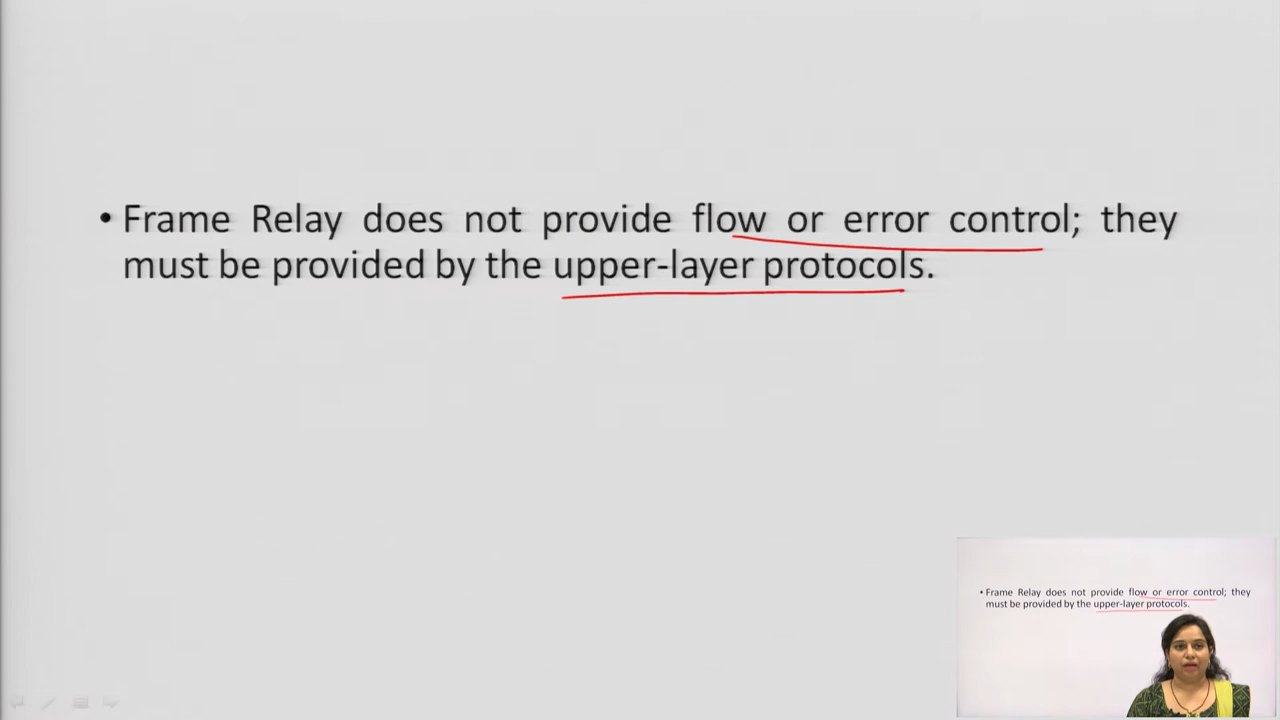 • Frame Relay does not provide flow or error control; they
must be provided by the upper-layer protocols.
• Frame Relay does not provide flow or error control; they
must be provided by the upper-layer protocols.